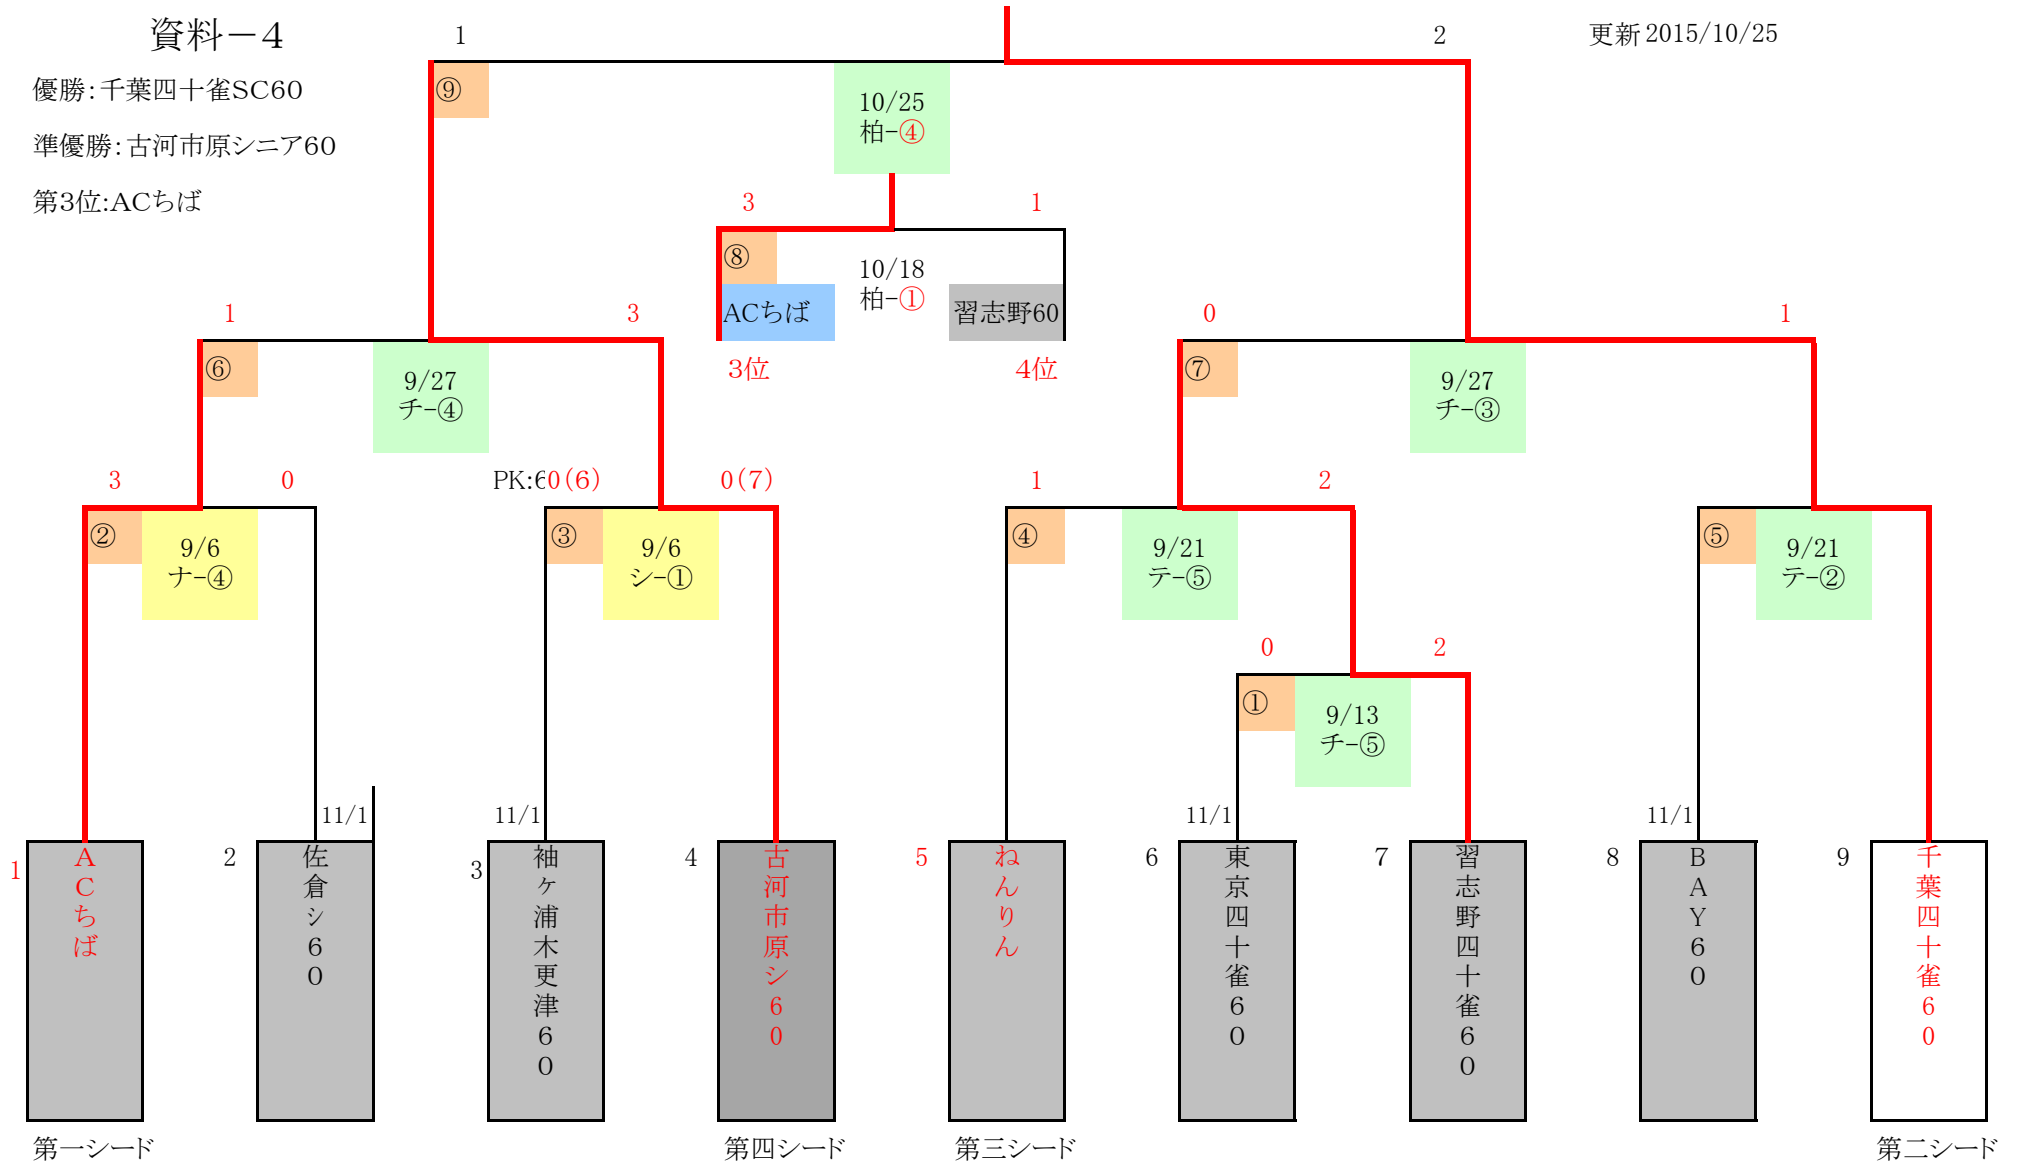 資料－4
1
2
更新 2015/10/25
優勝：千葉四十雀SC60
⑨
10/25
柏-④
準優勝：古河市原シニア60
第3位:ACちば
3
1
⑧
10/18
柏-①
ACちば
習志野60
3位
4位
1
3
0
1
⑥
9/27
チ-④
⑦
9/27
チ-③
3
0
PK:6
0(6)
0(7)
1
2
②
9/6
ナ-④
③
9/6
シ-①
④
9/21
テ-⑤
⑤
9/21
テ-②
0
2
①
9/13
チ-⑤
11/1
11/1
11/1
11/1
1
ACちば
2
佐倉シ60
3
袖ヶ浦木更津60
4
古河市原シ60
5
ねんりん
6
東京四十雀60
7
習志野四十雀60
8
BAY60
9
千葉四十雀60
第一シード
第四シード
第三シード
第二シード